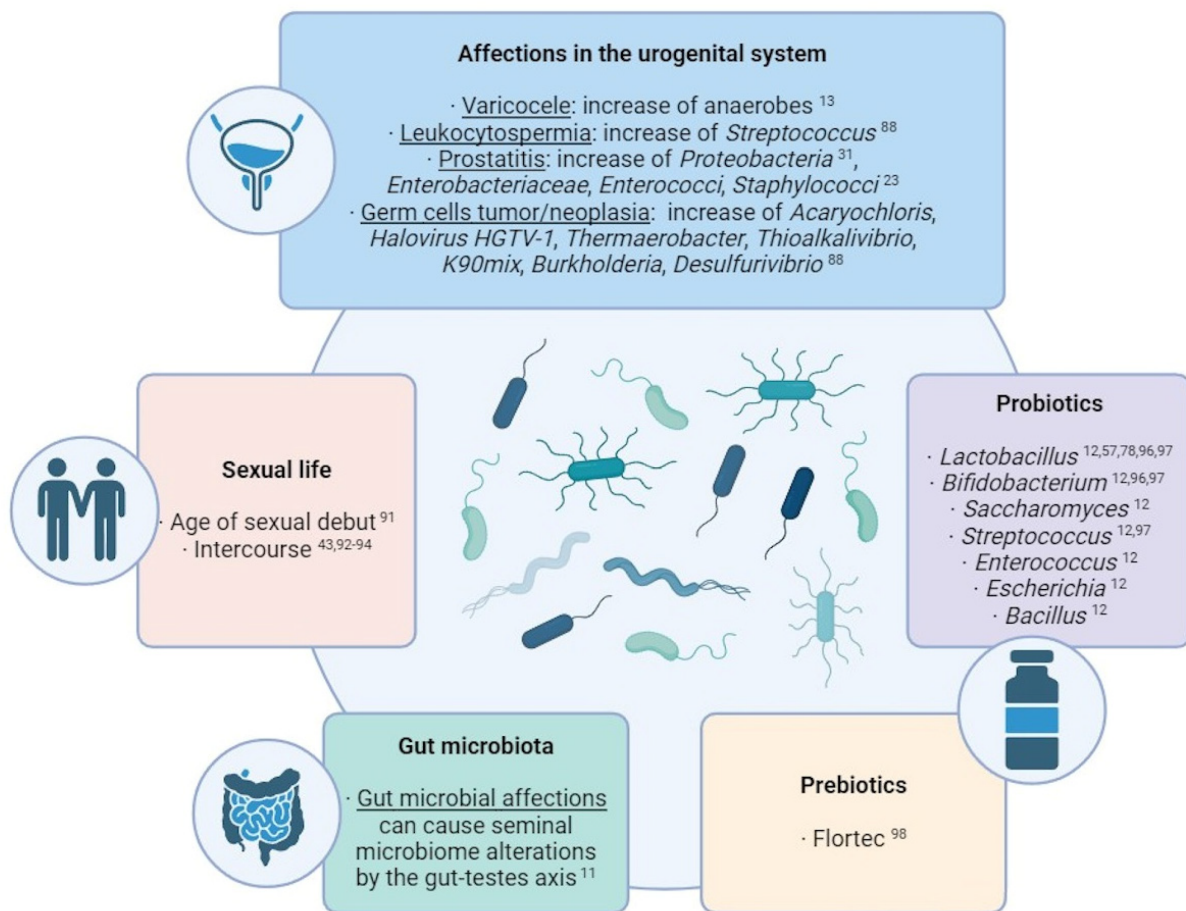 Affections in the urogenital system
· Varicocele: increase of anaerobes 13
· Leukocytospermia: increase of Streptococcus 88
· Prostatitis: increase of Proteobacteria 31,
Enterobacteriaceae, Enterococci, Staphylococci 23
· Germ cells tumor/neoplasia: increase of Acaryochloris,
Halovirus HGTV-1, Thermaerobacter, Thioalkalivibrio,
K90mix, Burkholderia, Desulfurivibrio 88
Sexual life
· Age of sexual debut 91
· Intercourse 43,92-94
Probiotics
· Lactobacillus 12,57,78,96,97
· Bifidobacterium 12,96,97
· Saccharomyces 12
· Streptococcus 12,97
· Enterococcus 12
· Escherichia 12
· Bacillus 12
Gut microbiota
· Gut microbial affections
can cause seminal
microbiome alterations
by the gut-testes axis 11
Prebiotics
· Flortec 98